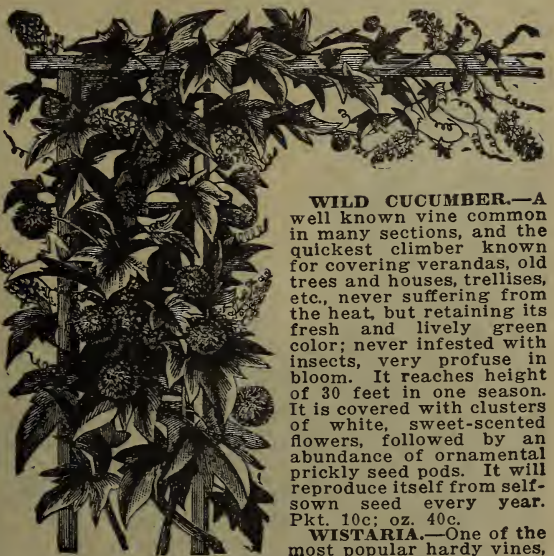 WILD CUCUMBER.—A
well known vine common
in many sections, and the
quickest climber known
for covering verandas, old
trees and houses, trellises,
etc., never suffering from
the heat, but retaining its
fresh and lively green
color; never infested with
insects, very profuse in
bloom. It reaches height
of 30 feet in one season.
It is covered with clusters
of white, sweet-scented
flowers, followed by an
abundance of ornamental
prickly seed pods. It will
reproduce itself from self-
sown seed every year.
Pkt. 10c; oz. 40c.
WISTARIA.—One of the
most popular hardy vines,